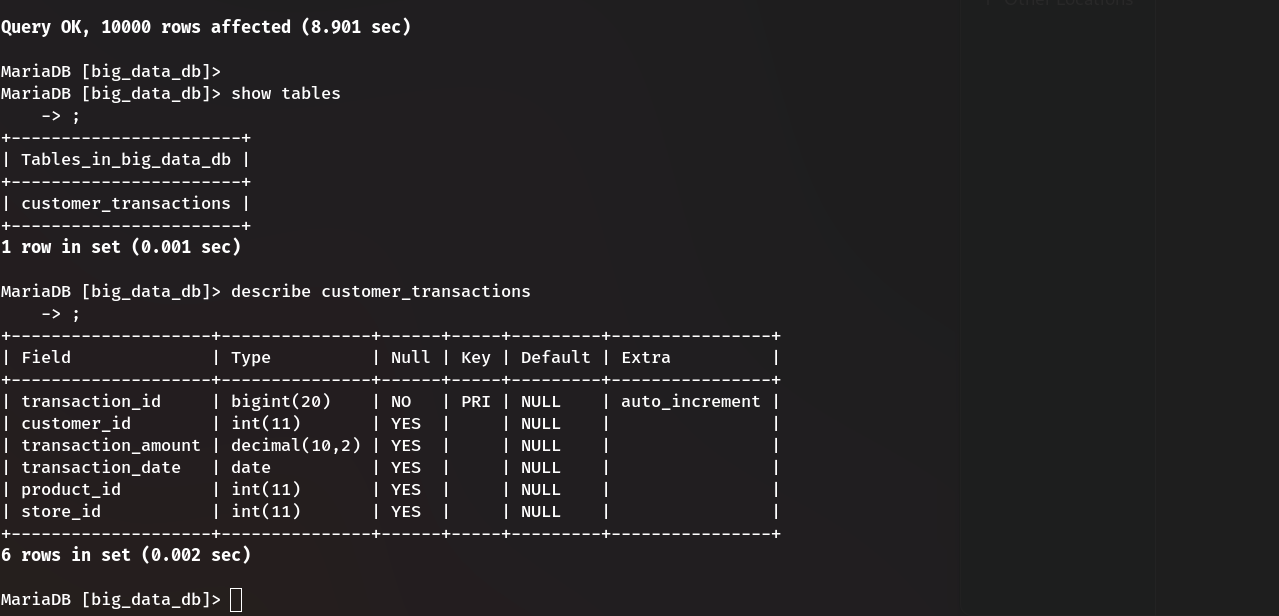 Other Locations
Query OK, 10000 rows affected (8.901 sec)
MariaDB [big_data_db]>
MariaDB [big_data_db]> show tables
    -> ;
+-----------------------+
| Tables_in_big_data_db |
+-----------------------+
| customer_transactions |
+-----------------------+
1 row in set (0.001 sec)
MariaDB [big_data_db]> describe customer_transactions
    -> ;
+--------------------+---------------+------+-----+---------+----------------+
| Field              | Type          | Null | Key | Default | Extra          |
+--------------------+---------------+------+-----+---------+----------------+
| transaction_id     | bigint(20)    | NO   | PRI | NULL    | auto_increment |
| customer_id        | int(11)       | YES  |     | NULL    |                |
| transaction_amount | decimal(10,2) | YES  |     | NULL    |                |
| transaction_date   | date          | YES  |     | NULL    |                |
| product_id         | int(11)       | YES  |     | NULL    |                |
| store_id           | int(11)       | YES  |     | NULL    |                |
+--------------------+---------------+------+-----+---------+----------------+
6 rows in set (0.002 sec)
MariaDB [big_data_db]>